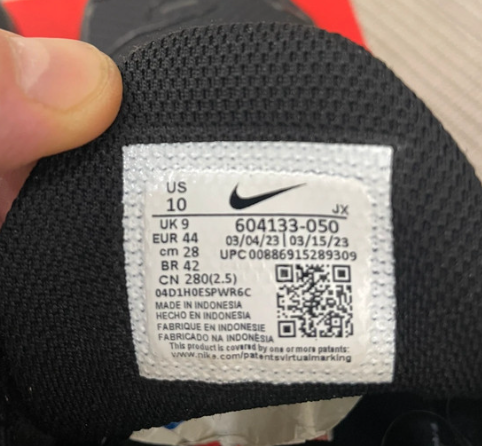 US
10
JX
UK 9
604133-050
EUR 44
03/04/23 | 03/15/23
cm 28
UPC 00886915289309
BR 42
CN 280(2.5)
04D1H0ESPWR6C
MADE IN INDONESIA
HECHO EN INDONESIA
FABRIQUE EN INDONESIE
FABRICADO NA INDONÈSIA
This product is covered by one or more patents:
www.nike.com/patentsvirtualmarking